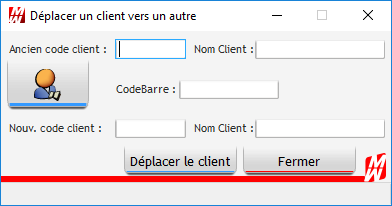 Déplacer un client vers un autre
Ancien code client : Nom Client :
CodeBarre :
Nouv. code client : Nom Client :
Déplacer le client Fermer